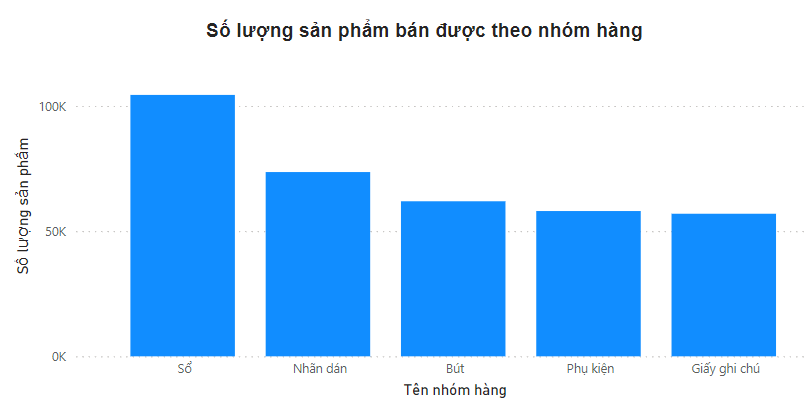 Số lượng sản phẩm bán được theo nhóm hàng
100K
50K
0K
Số lượng sản phẩm
Sổ
Nhãn dán
Bút
Phụ kiện
Giấy ghi chú
Tên nhóm hàng